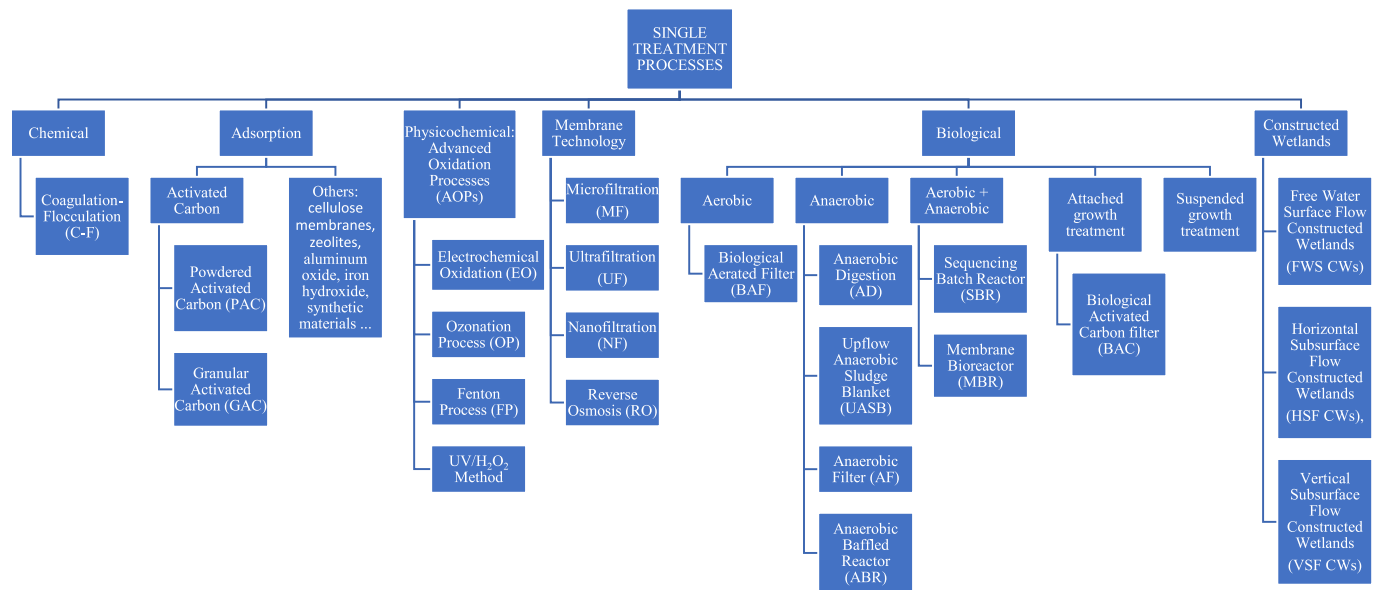 SINGLE
TREATMENT
PROCESSES
Chemical
Coagulation-
Flocculation
(C-F)
Adsorption
Activated
Carbon
Powdered
Activated
Carbon (PAC)
Granular
Activated
Carbon (GAC)
Others:
cellulose
membranes,
zeolites,
aluminum
oxide, iron
hydroxide,
synthetic
materials ...
Physicochemical:
Advanced
Oxidation
Processes
(AOPs)
Electrochemical
Oxidation (EO)
Ozonation
Process (OP)
Fenton
Process (FP)
UV/H₂O₂
Method
Membrane
Technology
Microfiltration
(MF)
Ultrafiltration
(UF)
Nanofiltration
(NF)
Reverse
Osmosis (RO)
Biological
Aerobic
Biological
Aerated Filter
(BAF)
Anaerobic
Anaerobic
Digestion
(AD)
Upflow
Anaerobic
Sludge
Blanket
(UASB)
Anaerobic
Filter (AF)
Anaerobic
Baffled
Reactor
(ABR)
Aerobic +
Anaerobic
Sequencing
Batch Reactor
(SBR)
Membrane
Bioreactor
(MBR)
Attached
growth
treatment
Biological
Activated
Carbon filter
(BAC)
Suspended
growth
treatment
Constructed
Wetlands
Free Water
Surface Flow
Constructed
Wetlands
(FWS CWs)
Horizontal
Subsurface
Flow
Constructed
Wetlands
(HSF CWs),
Vertical
Subsurface
Flow
Constructed
Wetlands
(VSF CWs)